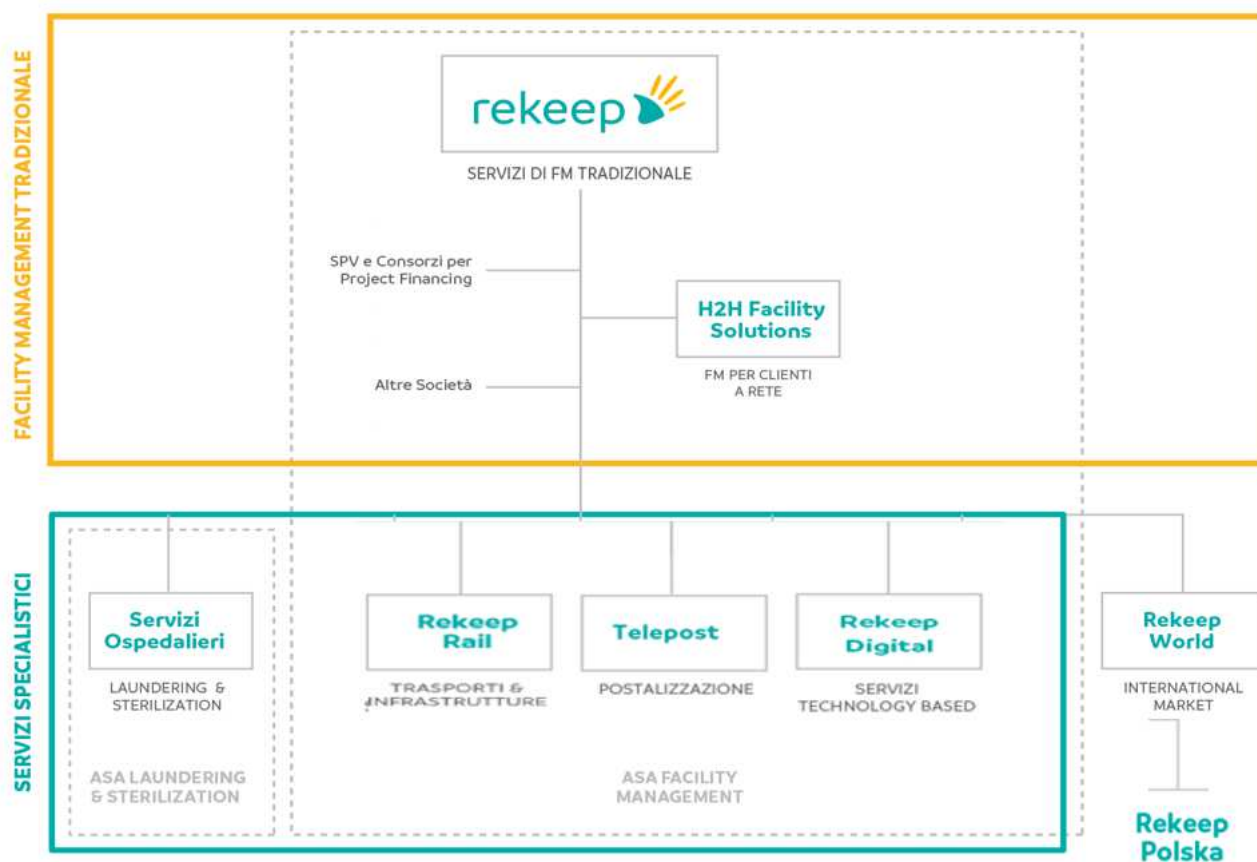 FACILITY MANAGEMENT TRADIZIONALE
rekeep
SERVIZI DI FM TRADIZIONALE
SPV e Consorzi per
Project Financing
H2H Facility
Solutions
FM PER CLIENTI
A RETE
Altre Società
SERVIZI SPECIALISTICI
Servizi
Ospedalieri
LAUNDERING &
STERILIZATION
ASA LAUNDERING
& STERILIZATION
Rekeep
Rail
TRASPORTI &
INFRASTRUTTURE
Telepost
POSTALIZZAZIONE
Rekeep
Digital
SERVIZI
TECHNOLOGY BASED
ASA FACILITY
MANAGEMENT
Rekeep
World
INTERNATIONAL
MARKET
Rekeep
Polska